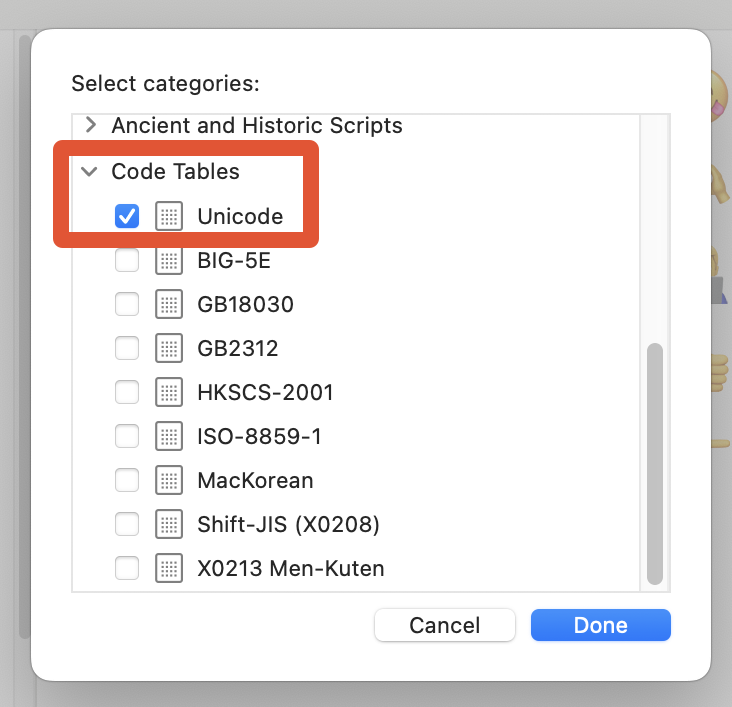 Select categories:
Ancient and Historic Scripts
Code Tables
Unicode
BIG-5E
GB18030
GB2312
HKSCS-2001
ISO-8859-1
MacKorean
Shift-JIS (X0208)
X0213 Men-Kuten
Cancel
Done